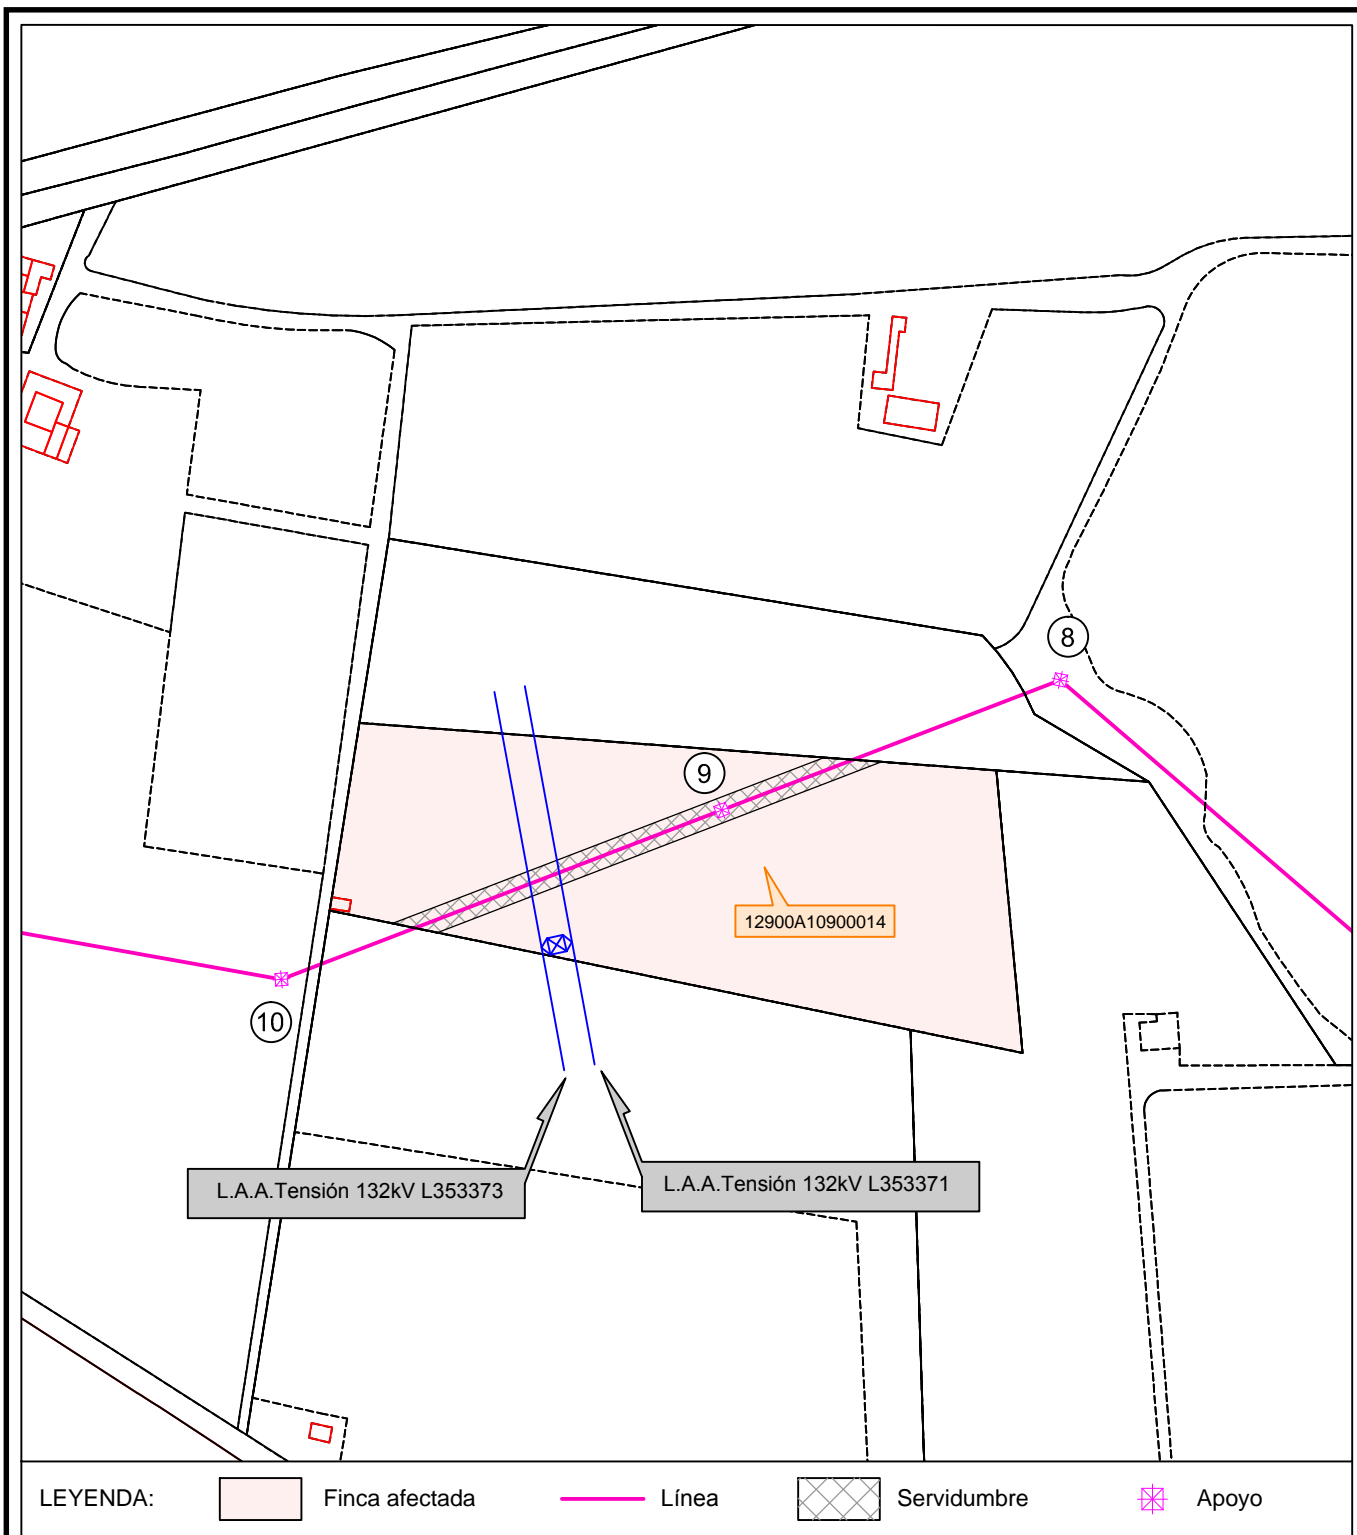 8
9
12900A10900014
10
L.A.A.Tensión 132kV L353373
L.A.A.Tensión 132kV L353371
LEYENDA:
Finca afectada
Línea
Servidumbre
Apoyo